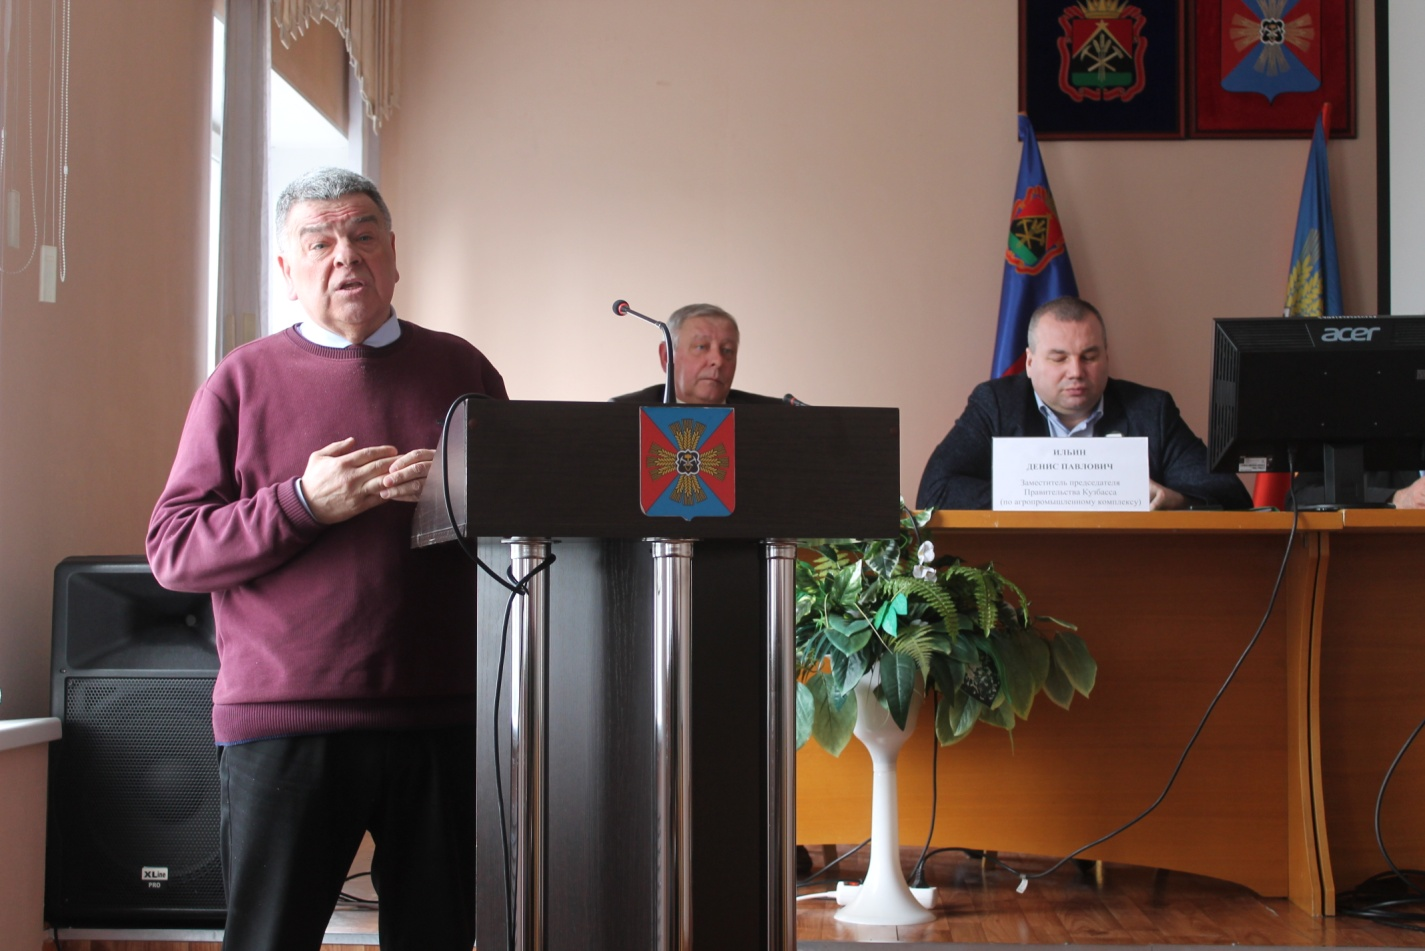 acer
ИЛЬИН
ДЕНИС ПАВЛОВИЧ
Заместитель председателя
Правительства Кузбасса
(по агропромышленному комплексу)
XLine
PRO